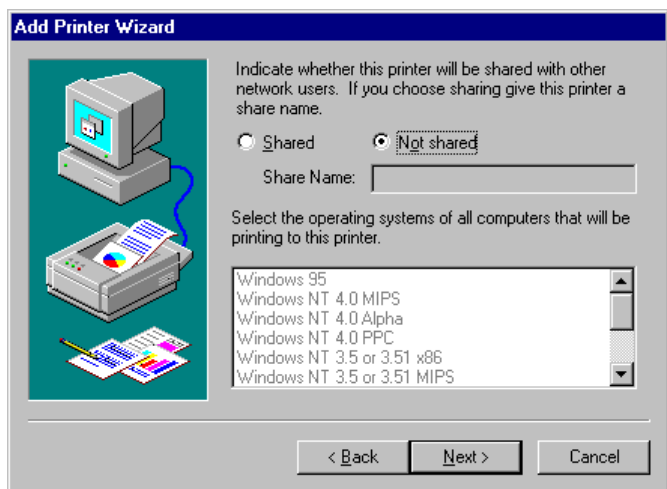 Add Printer Wizard
Indicate whether this printer will be shared with other
network users. If you choose sharing give this printer a
share name.
Shared Not shared
Share Name:
Select the operating systems of all computers that will be
printing to this printer.
Windows 95
Windows NT 4.0 MIPS
Windows NT 4.0 Alpha
Windows NT 4.0 PPC
Windows NT 3.5 or 3.51 x86
Windows NT 3.5 or 3.51 MIPS
< Back Next > Cancel